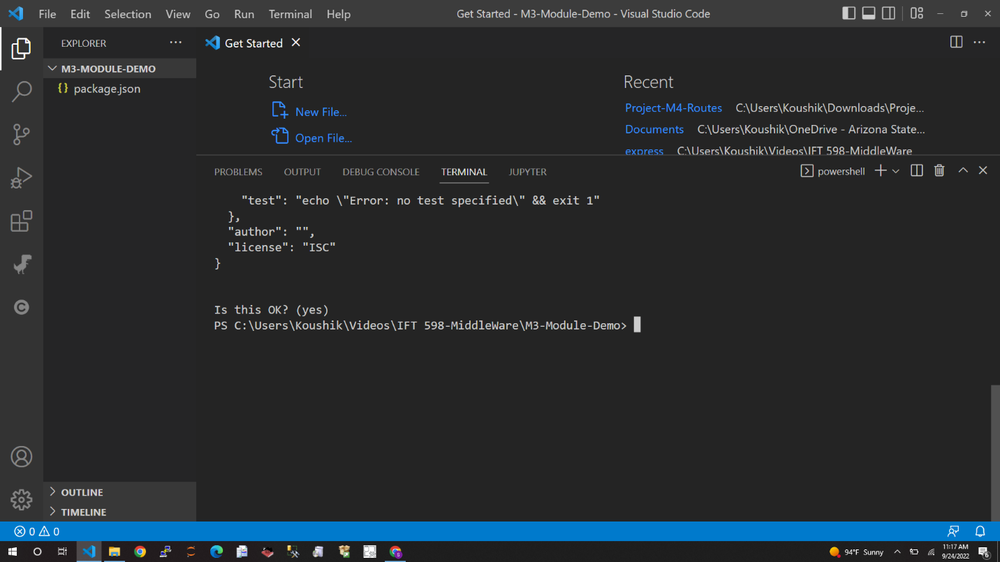 File Edit Selection View Go Run Terminal Help
Get Started - M3-Module-Demo - Visual Studio Code
EXPLORER
M3-MODULE-DEMO
{} package.json
OUTLINE
TIMELINE
Get Started
Start
New File...
Open File...
Recent
Project-M4-Routes C:\Users\Koushik\Downloads\Proje...
Documents C:\Users\Koushik\OneDrive - Arizona State...
express C:\Users\Koushik\Videos\IFT 598-MiddleWare
PROBLEMS OUTPUT DEBUG CONSOLE TERMINAL JUPYTER
powershell
"test": "echo \"Error: no test specified\" && exit 1"
},
"author": "",
"license": "ISC"
}
Is this OK? (yes)
PS C:\Users\Koushik\Videos\IFT 598-MiddleWare\M3-Module-Demo>
0 0
94°F Sunny
11:17 AM
9/24/2022
6